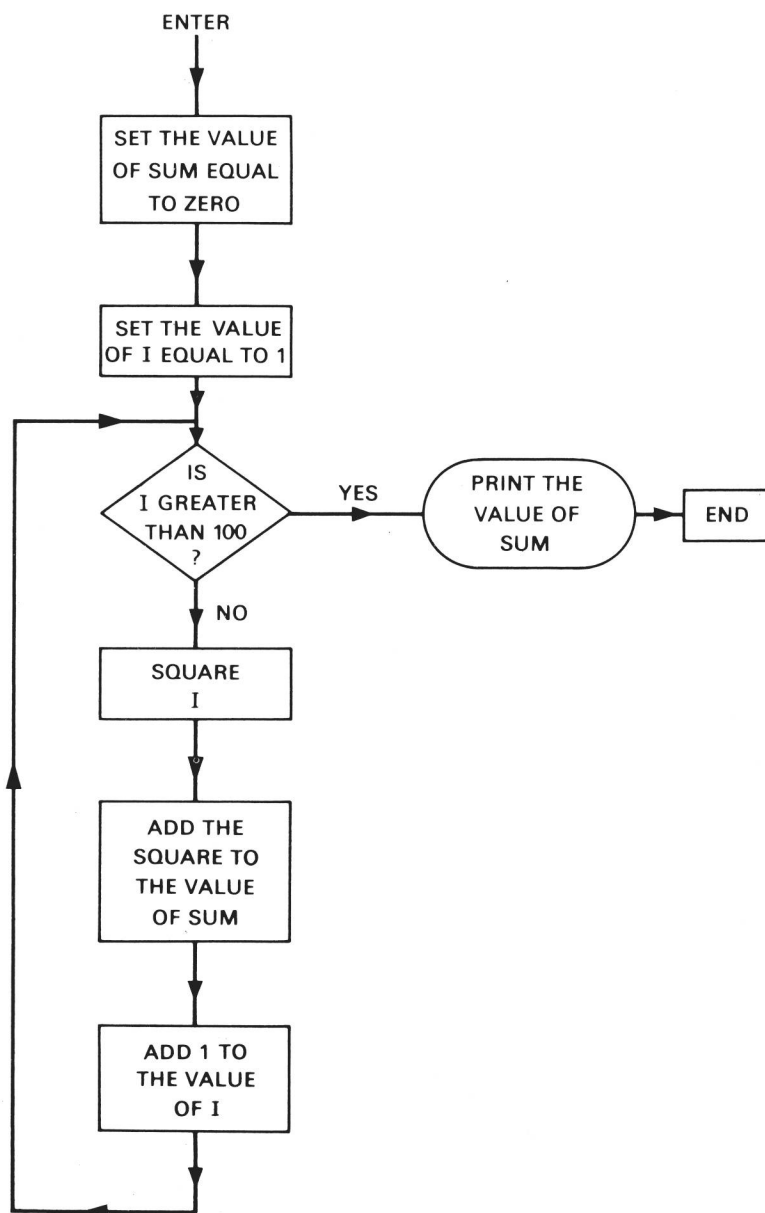 ENTER
SET THE VALUE
OF SUM EQUAL
TO ZERO
SET THE VALUE
OF I EQUAL TO 1
IS
I GREATER
THAN 100
?
YES
PRINT THE
VALUE OF
SUM
END
NO
SQUARE
I
ADD THE
SQUARE TO
THE VALUE
OF SUM
ADD 1 TO
THE VALUE
OF I